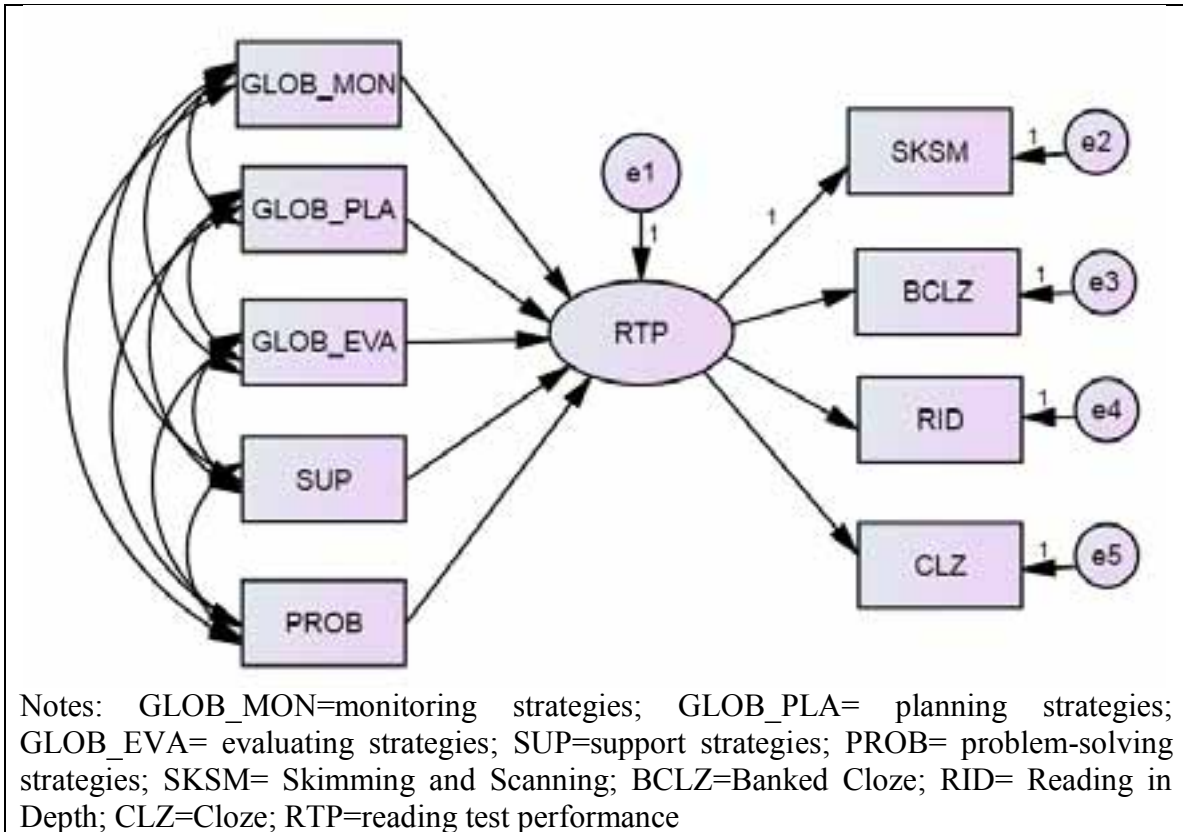 GLOB_MON
GLOB_PLA
GLOB_EVA
SUP
PROB
e1
1
RTP
1
SKSM
1
e2
BCLZ
1
e3
RID
1
e4
CLZ
1
e5
Notes: GLOB_MON=monitoring strategies; GLOB_PLA= planning strategies;
GLOB_EVA= evaluating strategies; SUP=support strategies; PROB= problem-solving
strategies; SKSM= Skimming and Scanning; BCLZ=Banked Cloze; RID= Reading in
Depth; CLZ=Cloze; RTP=reading test performance